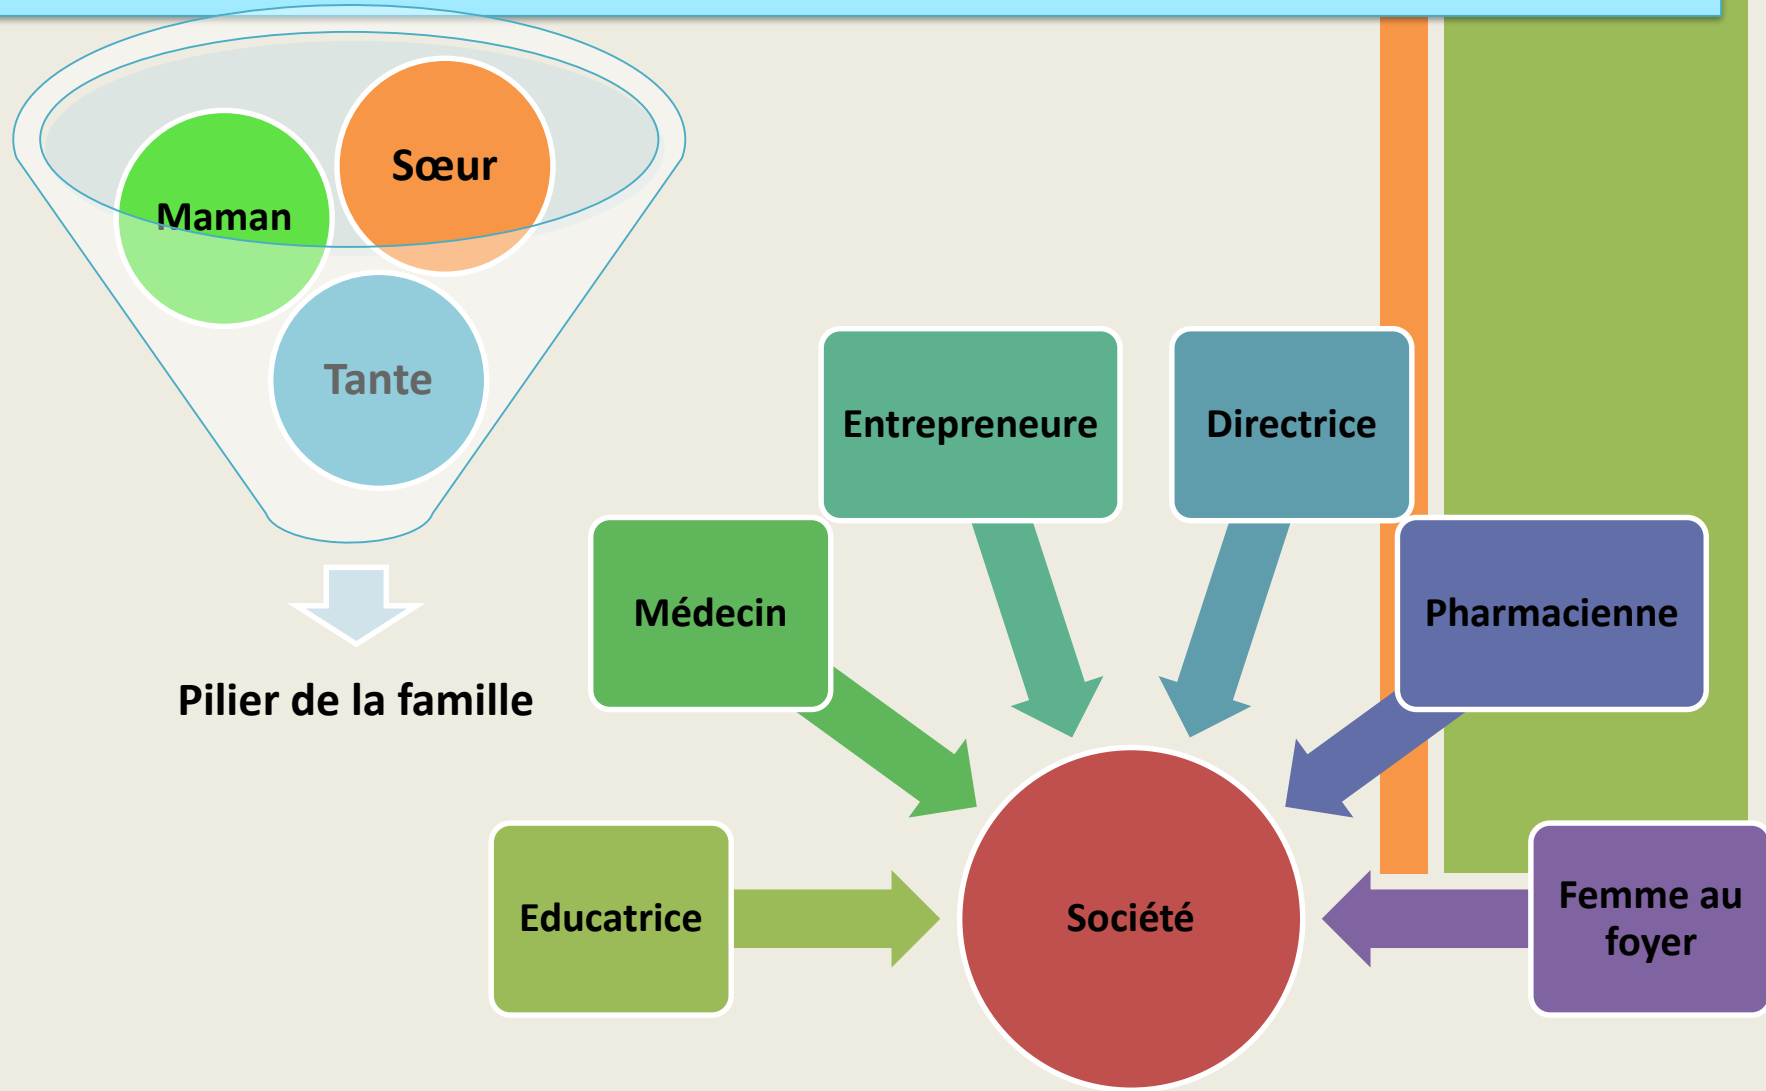 Sœur
Maman
Tante
Pilier de la famille
Entrepreneure
Directrice
Médecin
Pharmacienne
Educatrice
Société
Femme au
foyer